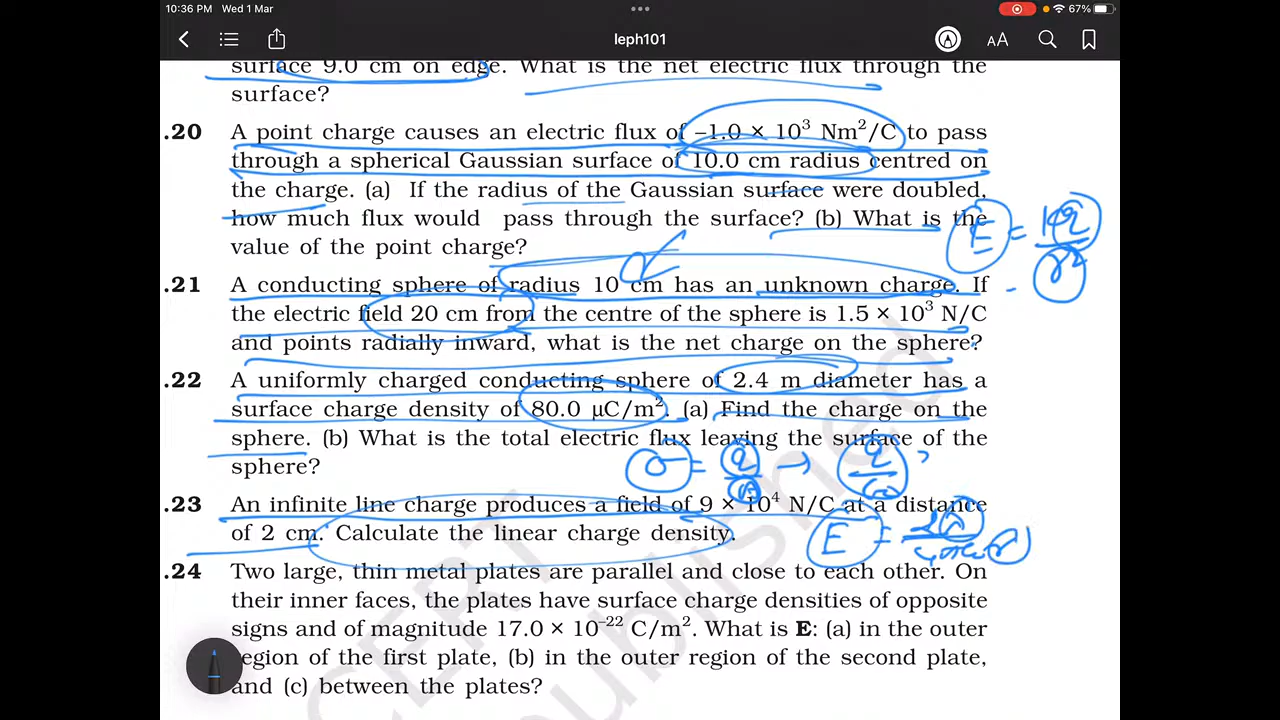 10:36 PM Wed 1 Mar
67%
leph101
AA
surface 9.0 cm on edge. What is the net electric flux through the
surface?
.20 A point charge causes an electric flux of –1.0 × 10³ Nm²/C to pass
through a spherical Gaussian surface of 10.0 cm radius centred on
the charge. (a) If the radius of the Gaussian surface were doubled,
how much flux would pass through the surface? (b) What is the
value of the point charge?
E = kq/r²
.21 A conducting sphere of radius 10 cm has an unknown charge. If
the electric field 20 cm from the centre of the sphere is 1.5 × 10³ N/C
and points radially inward, what is the net charge on the sphere?
.22 A uniformly charged conducting sphere of 2.4 m diameter has a
surface charge density of 80.0 μC/m². (a) Find the charge on the
sphere. (b) What is the total electric flux leaving the surface of the
sphere?
.23 An infinite line charge produces a field of 9 × 10⁴ N/C at a distance
of 2 cm. Calculate the linear charge density.
.24 Two large, thin metal plates are parallel and close to each other. On
their inner faces, the plates have surface charge densities of opposite
signs and of magnitude 17.0 × 10⁻²² C/m². What is E: (a) in the outer
region of the first plate, (b) in the outer region of the second plate,
and (c) between the plates?